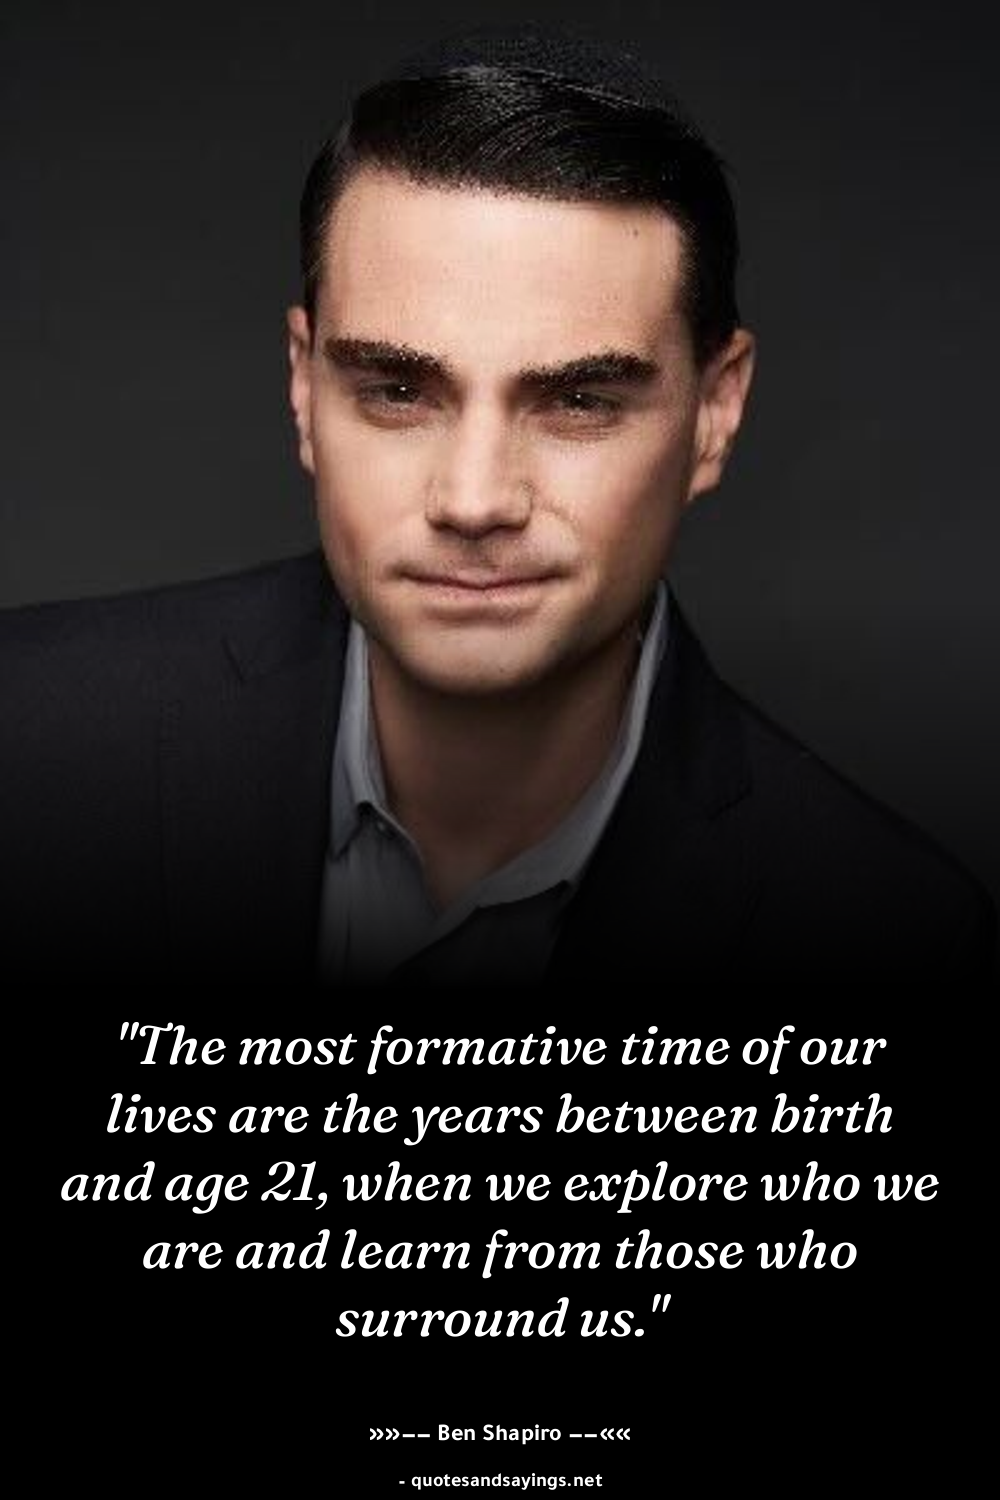 "The most formative time of our
lives are the years between birth
and age 21, when we explore who we
are and learn from those who
surround us."
»»−− Ben Shapiro −−««
- quotesandsayings.net